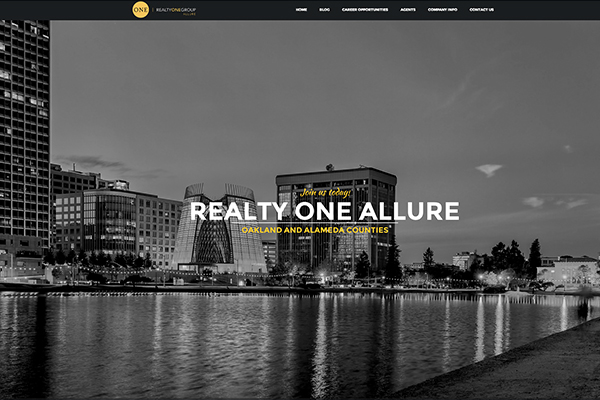 ONE REALTYONEGROUP
ALLURE
HOME BLOG CAREER OPPORTUNITIES AGENTS COMPANY INFO CONTACT US
Join us today!
REALTY ONE ALLURE
OAKLAND AND ALAMEDA COUNTIES